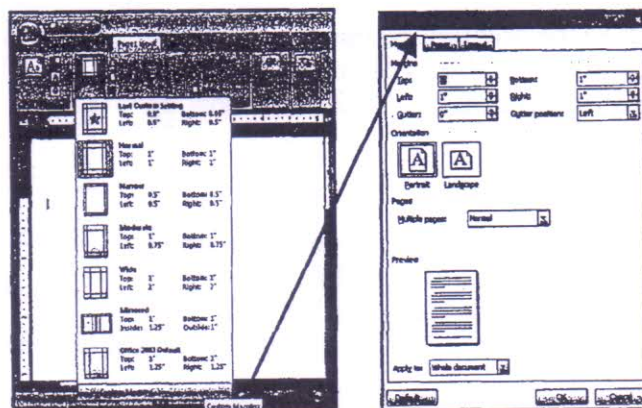 Page Layout
Last Custom Setting
Top: 0.8" Bottom: 0.88"
Left: 0.5" Right: 0.5"
Normal
Top: 1" Bottom: 1"
Left: 1" Right: 1"
Narrow
Top: 0.5" Bottom: 0.5"
Left: 0.5" Right: 0.5"
Moderate
Top: 1" Bottom: 1"
Left: 0.75" Right: 0.75"
Wide
Top: 1" Bottom: 1"
Left: 2" Right: 2"
Mirrored
Top: 1" Bottom: 1"
Inside: 1.25" Outside: 1"
Office 2003 Default
Top: 1" Bottom: 1"
Left: 1.25" Right: 1.25"
Custom Margins
Margins Paper Layout
Margins
Top: Bottom: 1"
Left: 1" Right: 1"
Gutter: 0" Gutter position: Left
Orientation
A A
Portrait Landscape
Pages
Multiple pages: Normal
Preview
Apply to: Whole document
Default OK Cancel